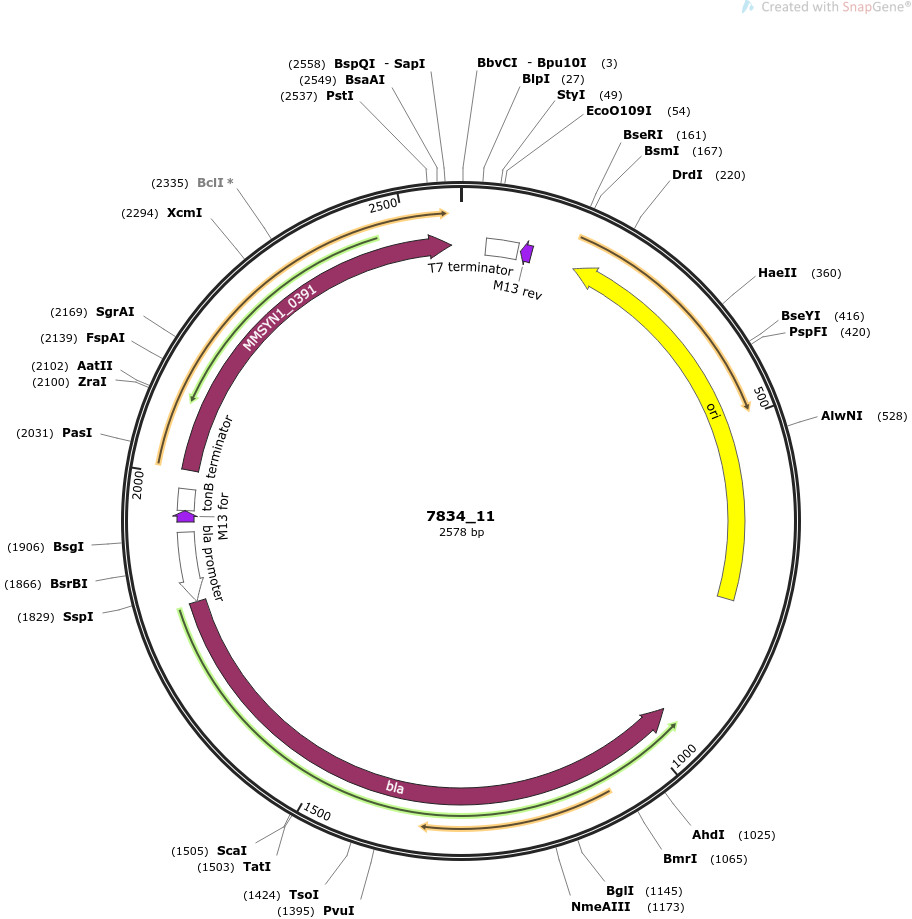 Created with SnapGene®
(2558) BspQI - SapI
(2549) BsaAI
(2537) PstI
BbvCI - Bpu10I (3)
BlpI (27)
StyI (49)
EcoO109I (54)
BseRI (161)
BsmI (167)
DrdI (220)
HaeII (360)
BseYI (416)
PspFI (420)
AlwNI (528)
AhdI (1025)
BmrI (1065)
BglI (1145)
NmeAIII (1173)
(1395) PvuI
(1424) TsoI
(1503) TatI
(1505) ScaI
(1829) SspI
(1866) BsrBI
(1906) BsgI
(2031) PasI
(2100) ZraI
(2102) AatII
(2139) FspAI
(2169) SgrAI
(2294) XcmI
(2335) BclI *
500
1000
1500
2000
2500
T7 terminator
M13 rev
ori
bla
bla promoter
M13 for
tonB terminator
MMSYN1_0391
7834_11
2578 bp